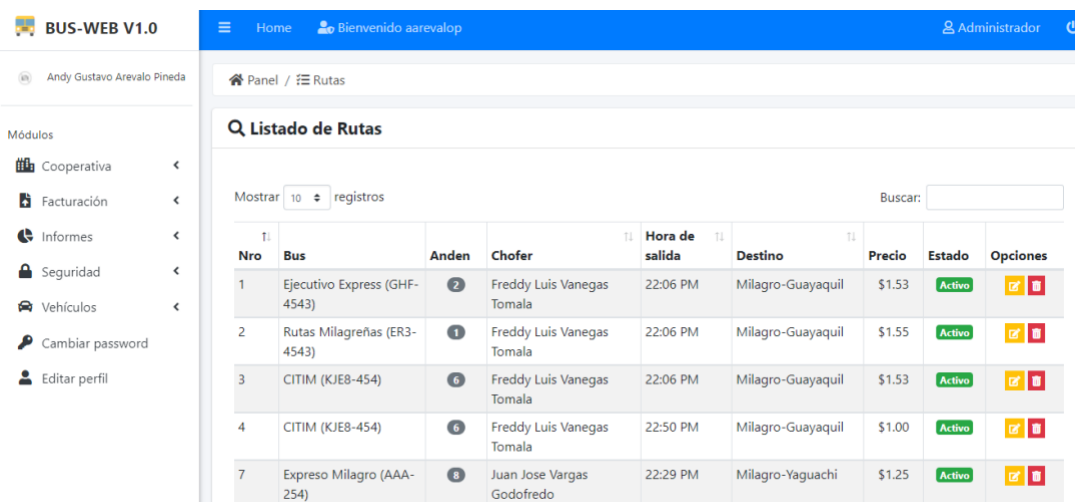 BUS-WEB V1.0
Home Bienvenido aarevalop Administrador
Andy Gustavo Arevalo Pineda
Panel / Rutas
Listado de Rutas
Módulos
Cooperativa
Facturación
Informes
Seguridad
Vehículos
Cambiar password
Editar perfil
Mostrar 10 registros Buscar:
Nro Bus Anden Chofer Hora de salida Destino Precio Estado Opciones
1 Ejecutivo Express (GHF- 2 Freddy Luis Vanegas 22:06 PM Milagro-Guayaquil $1.53 Activo
4543) Tomala
2 Rutas Milagreñas (ER3- 1 Freddy Luis Vanegas 22:06 PM Milagro-Guayaquil $1.55 Activo
4543) Tomala
3 CITIM (KJE8-454) 6 Freddy Luis Vanegas 22:06 PM Milagro-Guayaquil $1.53 Activo
Tomala
4 CITIM (KJE8-454) 6 Freddy Luis Vanegas 22:50 PM Milagro-Guayaquil $1.00 Activo
Tomala
7 Expreso Milagro (AAA- 8 Juan Jose Vargas 22:29 PM Milagro-Yaguachi $1.25 Activo
254) Godofredo